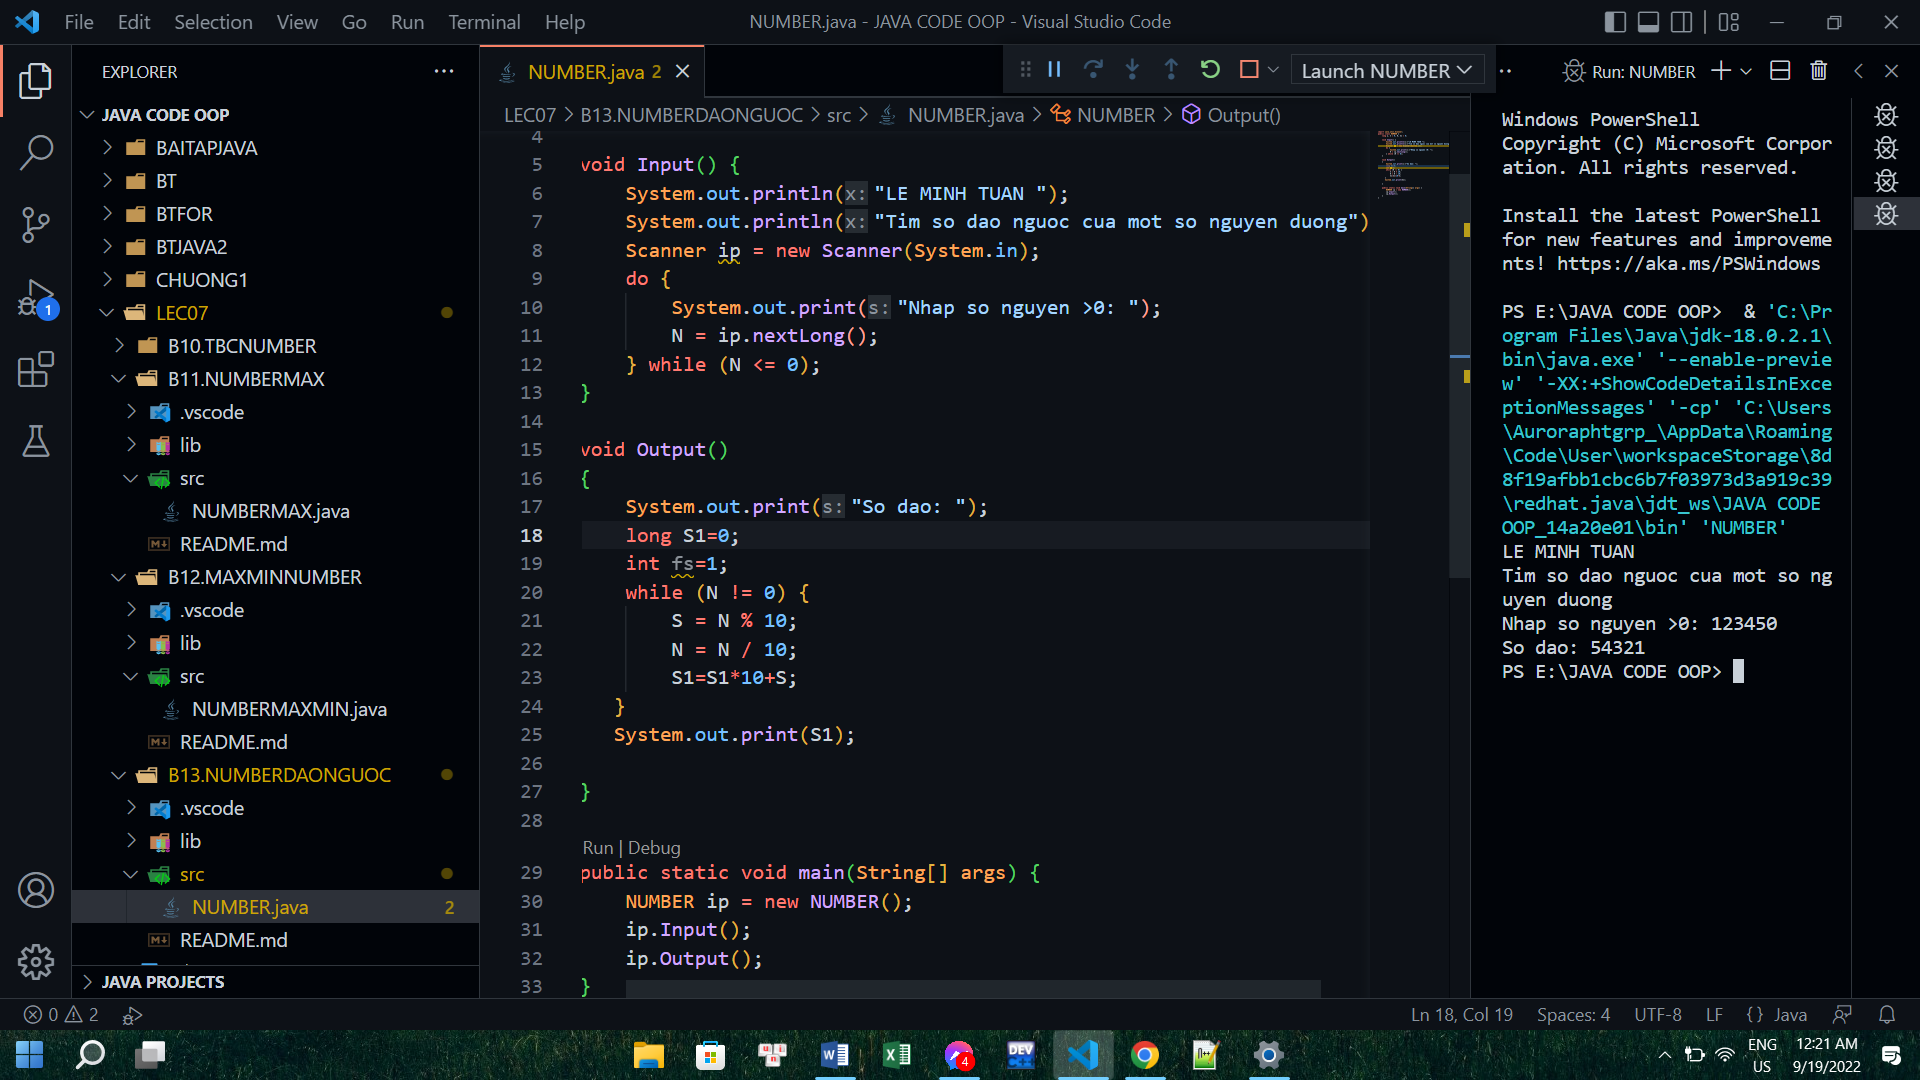 File Edit Selection View Go Run Terminal Help
NUMBER.java - JAVA CODE OOP - Visual Studio Code
EXPLORER
JAVA CODE OOP
BAITAPJAVA
BT
BTFOR
BTJAVA2
CHUONG1
LEC07
B10.TBCNUMBER
B11.NUMBERMAX
.vscode
lib
src
NUMBERMAX.java
README.md
B12.MAXMINNUMBER
.vscode
lib
src
NUMBERMAXMIN.java
README.md
B13.NUMBERDAONGUOC
.vscode
lib
src
NUMBER.java 2
README.md
JAVA PROJECTS
1
NUMBER.java 2
Launch NUMBER
LEC07 > B13.NUMBERDAONGUOC > src > NUMBER.java > NUMBER > Output()
4
5 void Input() {
6 System.out.println(x: "LE MINH TUAN ");
7 System.out.println(x: "Tim so dao nguoc cua mot so nguyen duong")
8 Scanner ip = new Scanner(System.in);
9 do {
10 System.out.print(s: "Nhap so nguyen >0: ");
11 N = ip.nextLong();
12 } while (N <= 0);
13 }
14
15 void Output()
16 {
17 System.out.print(s: "So dao: ");
18 long S1=0;
19 int fs=1;
20 while (N != 0) {
21 S = N % 10;
22 N = N / 10;
23 S1=S1*10+S;
24 }
25 System.out.print(S1);
26
27 }
28
Run | Debug
29 public static void main(String[] args) {
30 NUMBER ip = new NUMBER();
31 ip.Input();
32 ip.Output();
33 }
Run: NUMBER
Windows PowerShell
Copyright (C) Microsoft Corpor
ation. All rights reserved.
Install the latest PowerShell
for new features and improveme
nts! https://aka.ms/PSWindows
PS E:\JAVA CODE OOP> & 'C:\Pr
ogram Files\Java\jdk-18.0.2.1\
bin\java.exe' '--enable-previe
w' '-XX:+ShowCodeDetailsInExce
ptionMessages' '-cp' 'C:\Users
\Auroraphtgrp_\AppData\Roaming
\Code\User\workspaceStorage\8d
8f19afbb1cbc6b7f03973d3a919c39
\redhat.java\jdt_ws\JAVA CODE
OOP_14a20e01\bin' 'NUMBER'
LE MINH TUAN
Tim so dao nguoc cua mot so ng
uyen duong
Nhap so nguyen >0: 123450
So dao: 54321
PS E:\JAVA CODE OOP>
0 2
Ln 18, Col 19 Spaces: 4 UTF-8 LF {} Java
DEV
4
ENG
US
12:21 AM
9/19/2022